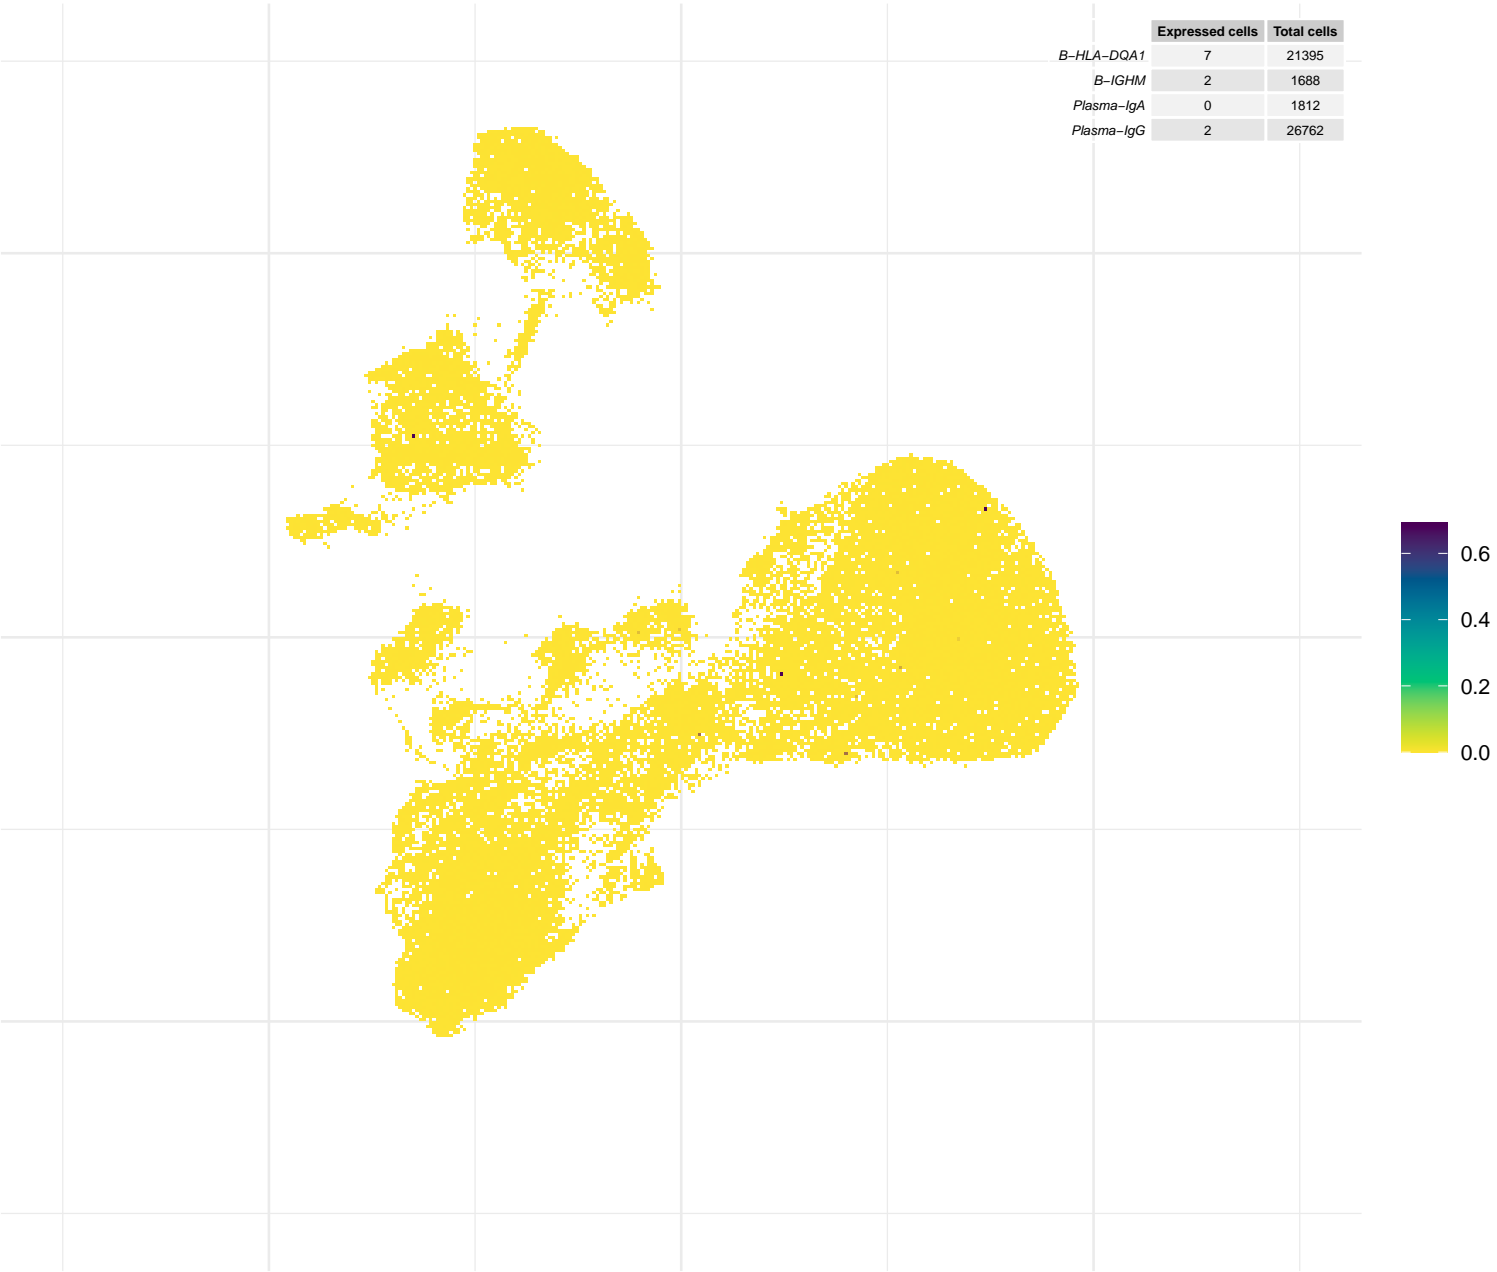 Expressed cells Total cells
B−HLA−DQA1 7 21395
B−IGHM 2 1688
Plasma−IgA 0 1812
Plasma−IgG 2 26762
0.6
0.4
0.2
0.0